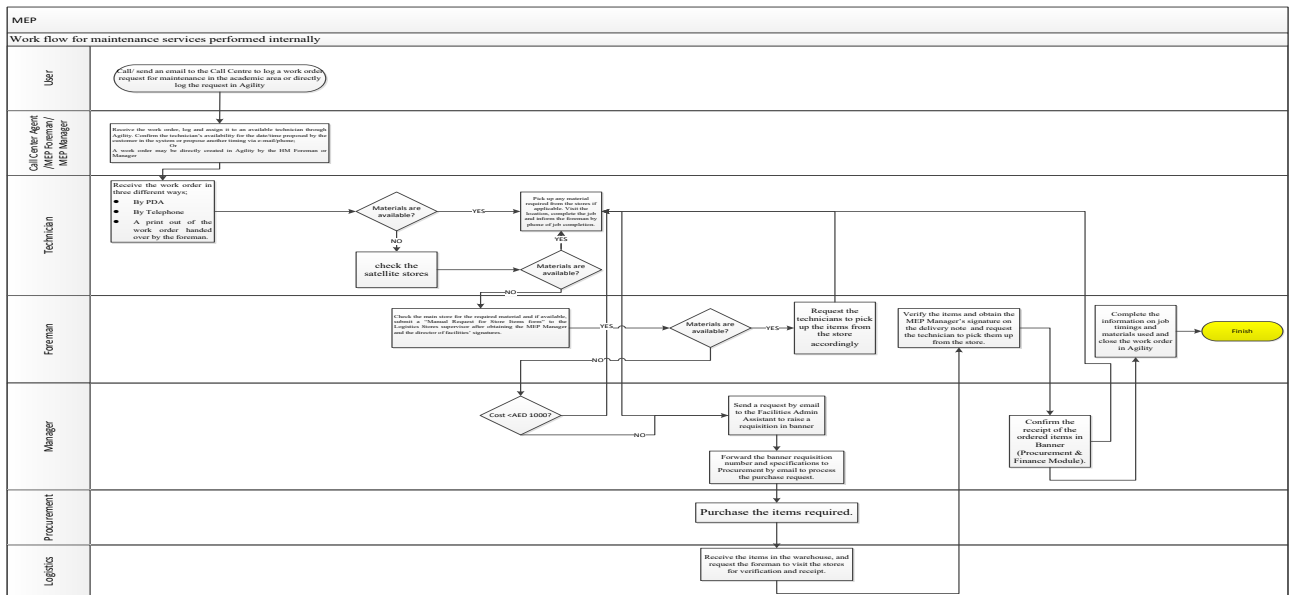 MEP
Work flow for maintenance services performed internally
User
Call/ send an email to the Call Centre to log a work order
request for maintenance in the academic area or directly
log the request in Agility
Call Center Agent
/MEP Foreman/
MEP Manager
Receive the work order, log and assign it to an available technician through
Agility. Confirm the technician's availability for the date/time proposed by the
customer in the system or propose another timing via e-mail/phone;
Or
A work order may be directly created in Agility by the HM Foreman or
Manager
Technician
Receive the work order in
three different ways;
● By PDA
● By Telephone
● A print out of the
work order handed
over by the foreman.
Materials are
available?
YES
Pick up any material
required from the stores if
applicable. Visit the
location, complete the job
and inform the foreman by
phone of job completion.
NO
YES
check the
satellite stores
Materials are
available?
NO
Foreman
Check the main store for the required material and if available,
submit a "Manual Request for Store Items form" to the
Logistics Stores supervisor after obtaining the MEP Manager
and the director of facilities' signatures.
YES
Materials are
available?
YES
Request the
technicians to pick
up the items from
the store
accordingly
Verify the items and obtain the
MEP Manager's signature on
the delivery note and request
the technician to pick them up
from the store.
Complete the
information on job
timings and
materials used and
close the work order
in Agility
Finish
NO
Manager
Cost <AED 1000?
NO
Send a request by email
to the Facilities Admin
Assistant to raise a
requisition in banner
Confirm the
receipt of the
ordered items in
Banner
(Procurement &
Finance Module).
Forward the banner requisition
number and specifications to
Procurement by email to process
the purchase request.
Procurement
Purchase the items required.
Logistics
Receive the items in the warehouse, and
request the foreman to visit the stores
for verification and receipt.